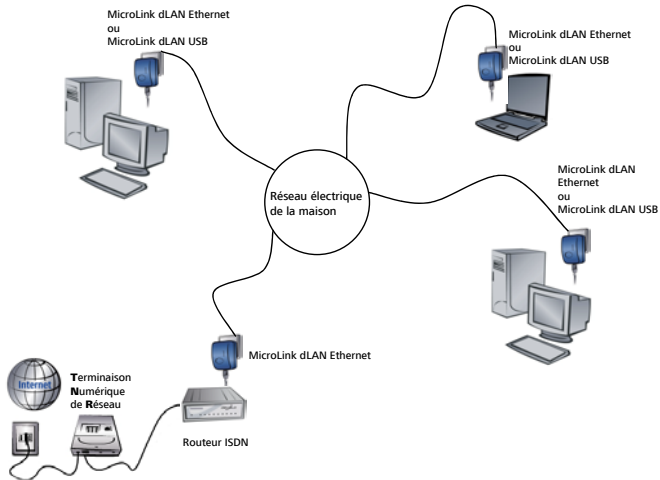 MicroLink dLAN Ethernet
ou
MicroLink dLAN USB
MicroLink dLAN Ethernet
ou
MicroLink dLAN USB
MicroLink dLAN
Ethernet
ou
MicroLink dLAN USB
Réseau électrique
de la maison
MicroLink dLAN Ethernet
Internet
Terminaison
Numérique
de Réseau
Routeur ISDN